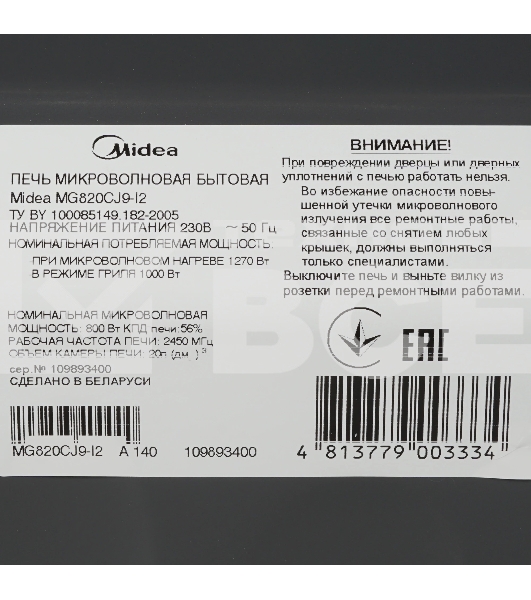 Midea
ПЕЧЬ МИКРОВОЛНОВАЯ БЫТОВАЯ
Midea MG820CJ9-I2
ТУ BY 100085149.182-2005
НАПРЯЖЕНИЕ ПИТАНИЯ 230В ~ 50 Гц
НОМИНАЛЬНАЯ ПОТРЕБЛЯЕМАЯ МОЩНОСТЬ:
ПРИ МИКРОВОЛНОВОМ НАГРЕВЕ 1270 Вт
В РЕЖИМЕ ГРИЛЯ 1000 Вт
НОМИНАЛЬНАЯ МИКРОВОЛНОВАЯ
МОЩНОСТЬ: 800 Вт КПД печи:56%
РАБОЧАЯ ЧАСТОТА ПЕЧИ: 2450 МГц
ОБЪЕМ КАМЕРЫ ПЕЧИ: 20л (дм.)³
сер.№ 109893400
СДЕЛАНО В БЕЛАРУСИ
MG820CJ9-I2 A 140 109893400
ВНИМАНИЕ!
При повреждении дверцы или дверных
уплотнений с печью работать нельзя.
Во избежание опасности повы-
шенной утечки микроволнового
излучения все ремонтные работы,
связанные со снятием любых
крышек, должны выполняться
только специалистами.
Выключите печь и выньте вилку из
розетки перед ремонтными работами.
EAC
4 813779 003334